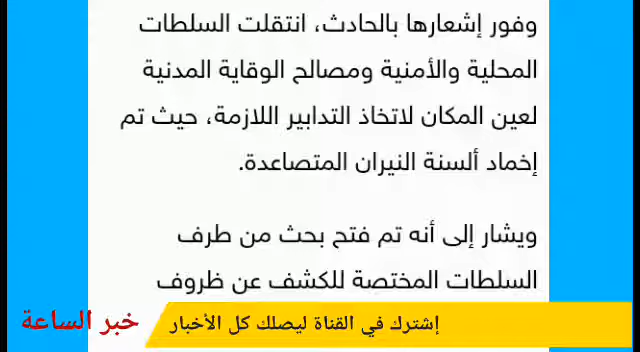 وفور إشعارها بالحادث، انتقلت السلطات
المحلية والأمنية ومصالح الوقاية المدنية
لعين المكان لاتخاذ التدابير اللازمة، حيث تم
إخماد ألسنة النيران المتصاعدة.
ويشار إلى أنه تم فتح بحث من طرف
السلطات المختصة للكشف عن ظروف
إشترك في القناة ليصلك كل الأخبار
خبر الساعة